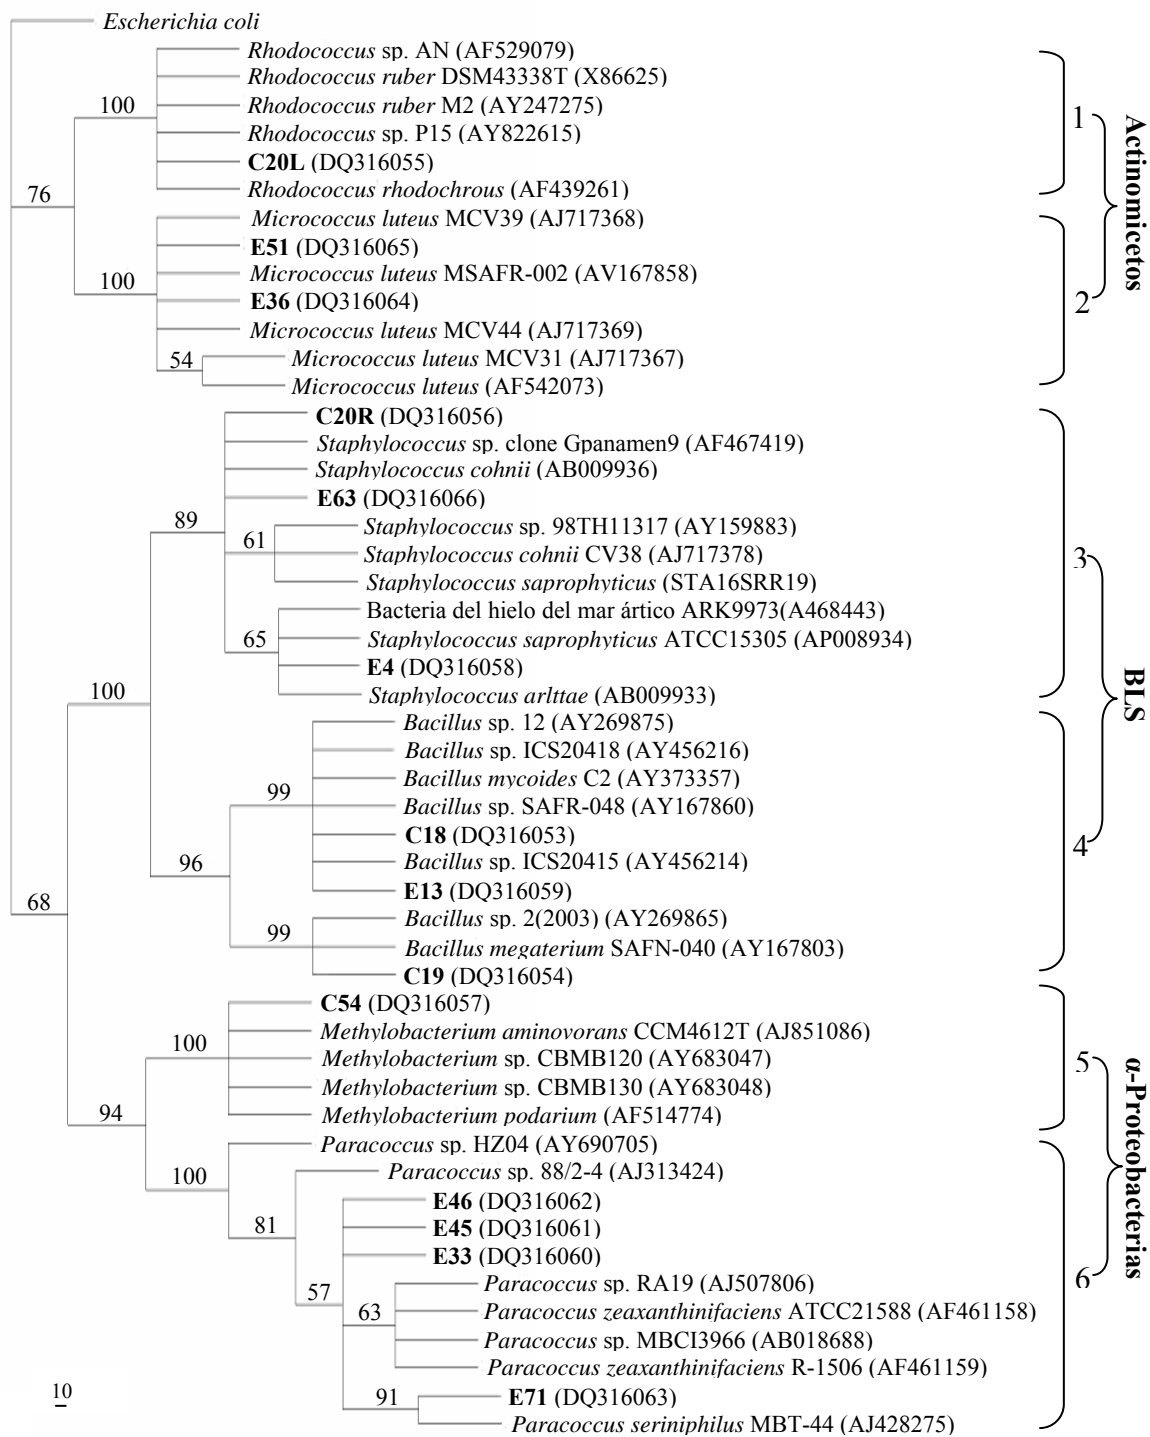 Escherichia coli
Rhodococcus sp. AN (AF529079)
Rhodococcus ruber DSM43338T (X86625)
100
Rhodococcus ruber M2 (AY247275)
1
Rhodococcus sp. P15 (AY822615)
C20L (DQ316055)
76
Rhodococcus rhodochrous (AF439261)
Actinomicetos
Micrococcus luteus MCV39 (AJ717368)
E51 (DQ316065)
100
Micrococcus luteus MSAFR-002 (AV167858)
E36 (DQ316064)
2
Micrococcus luteus MCV44 (AJ717369)
54
Micrococcus luteus MCV31 (AJ717367)
Micrococcus luteus (AF542073)
C20R (DQ316056)
Staphylococcus sp. clone Gpanamen9 (AF467419)
Staphylococcus cohnii (AB009936)
E63 (DQ316066)
89
Staphylococcus sp. 98TH11317 (AY159883)
61
Staphylococcus cohnii CV38 (AJ717378)
3
Staphylococcus saprophyticus (STA16SRR19)
Bacteria del hielo del mar ártico ARK9973(A468443)
65
Staphylococcus saprophyticus ATCC15305 (AP008934)
E4 (DQ316058)
100
Staphylococcus arlttae (AB009933)
BLS
Bacillus sp. 12 (AY269875)
Bacillus sp. ICS20418 (AY456216)
Bacillus mycoides C2 (AY373357)
99
Bacillus sp. SAFR-048 (AY167860)
C18 (DQ316053)
4
96
Bacillus sp. ICS20415 (AY456214)
E13 (DQ316059)
68
Bacillus sp. 2(2003) (AY269865)
99
Bacillus megaterium SAFN-040 (AY167803)
C19 (DQ316054)
C54 (DQ316057)
Methylobacterium aminovorans CCM4612T (AJ851086)
100
Methylobacterium sp. CBMB120 (AY683047)
5
Methylobacterium sp. CBMB130 (AY683048)
94
Methylobacterium podarium (AF514774)
α-Proteobacterias
Paracoccus sp. HZ04 (AY690705)
100
Paracoccus sp. 88/2-4 (AJ313424)
E46 (DQ316062)
81
E45 (DQ316061)
E33 (DQ316060)
6
57
Paracoccus sp. RA19 (AJ507806)
63
Paracoccus zeaxanthinifaciens ATCC21588 (AF461158)
Paracoccus sp. MBCI3966 (AB018688)
Paracoccus zeaxanthinifaciens R-1506 (AF461159)
10
91
E71 (DQ316063)
Paracoccus seriniphilus MBT-44 (AJ428275)